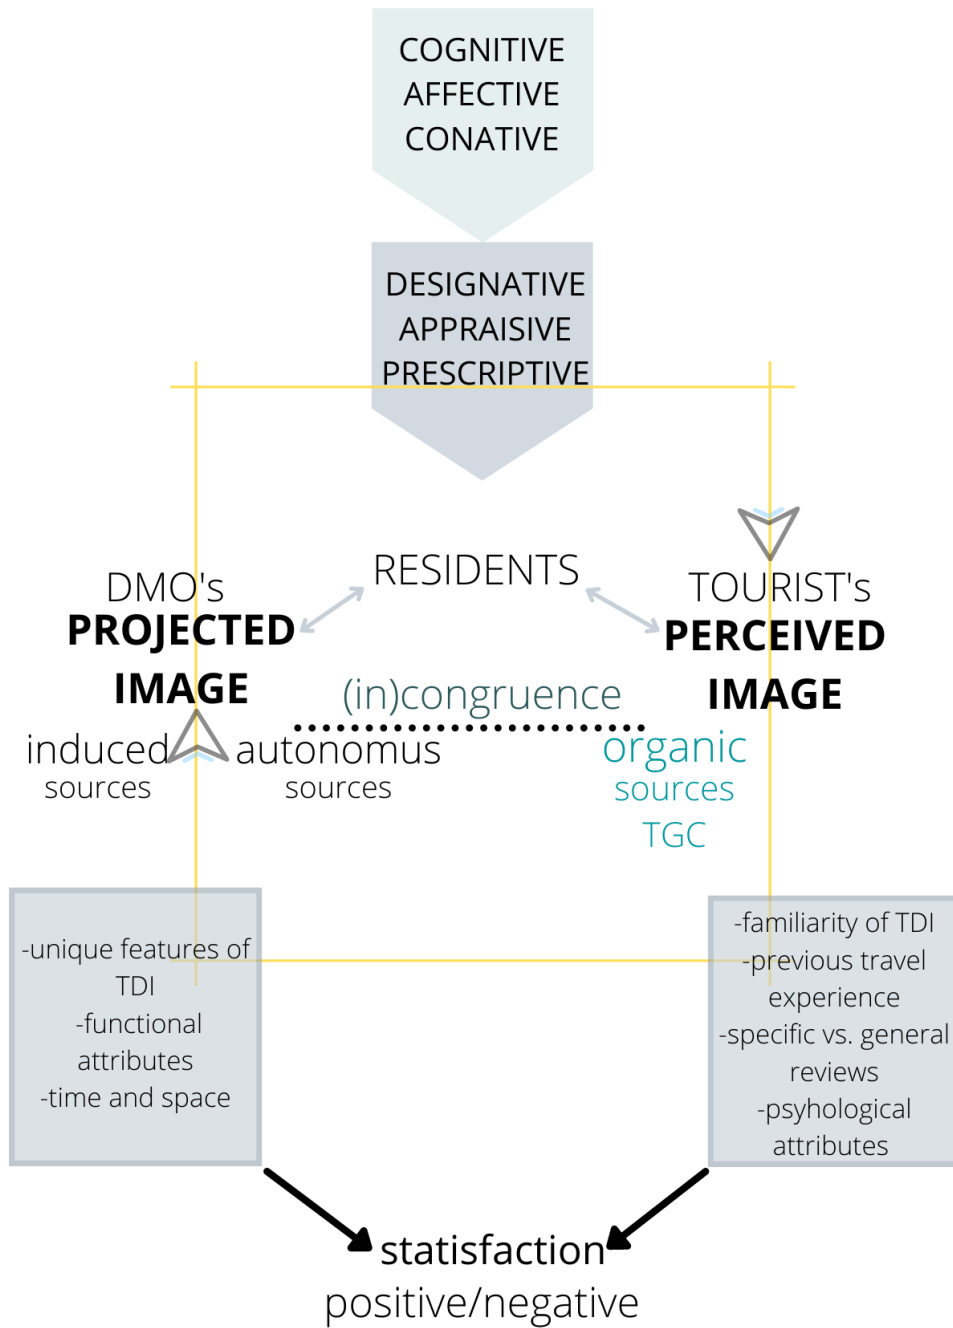 COGNITIVE
AFFECTIVE
CONATIVE
DESIGNATIVE
APPRAISIVE
PRESCRIPTIVE
RESIDENTS
DMO's
PROJECTED
IMAGE
TOURIST's
PERCEIVED
IMAGE
(in)congruence
induced
sources
autonomus
sources
organic
sources
TGC
-unique features of
TDI
-functional
attributes
-time and space
-familiarity of TDI
-previous travel
experience
-specific vs. general
reviews
-psyhological
attributes
statisfaction
positive/negative